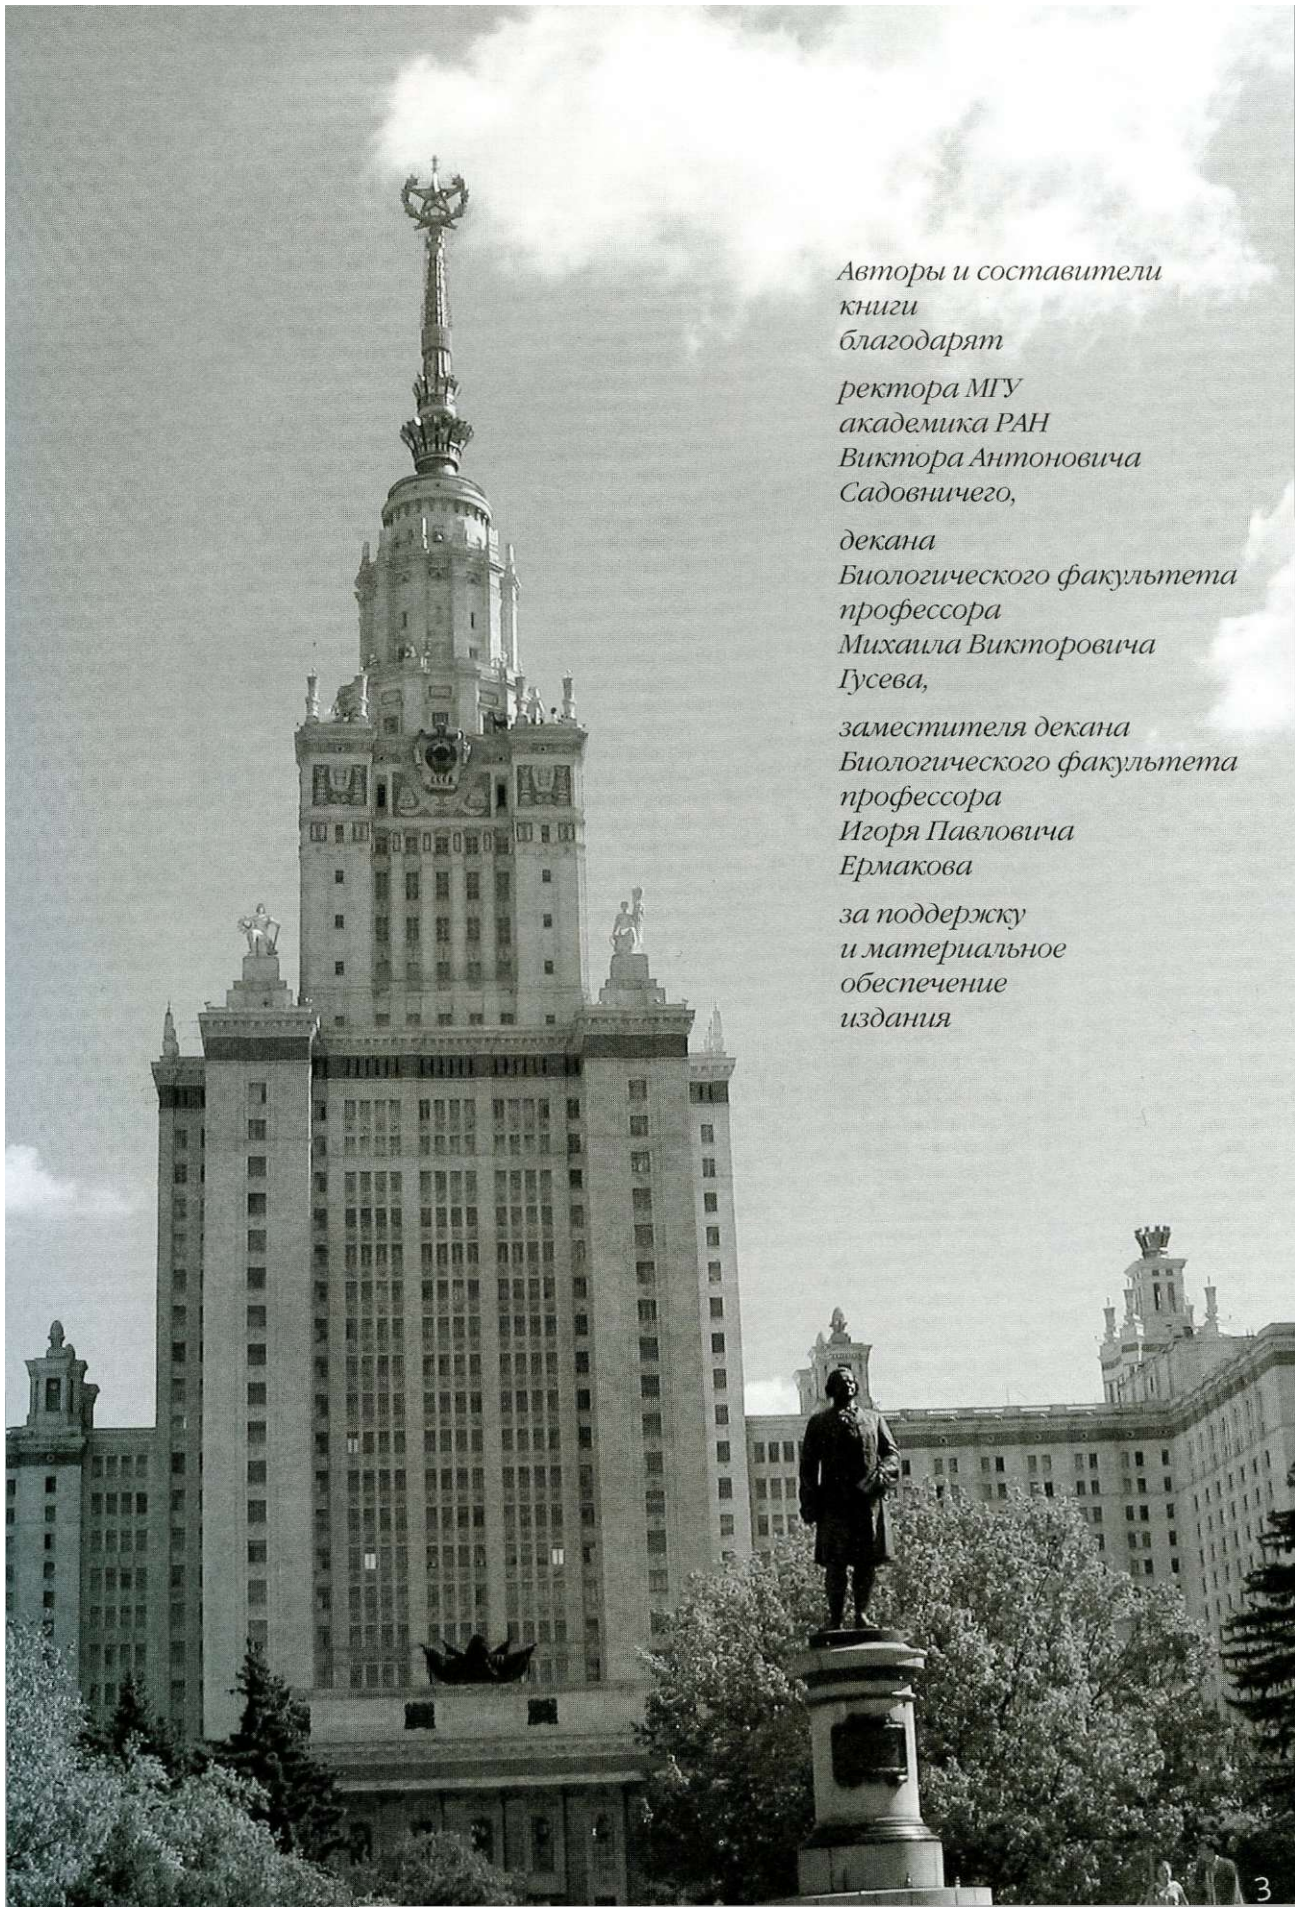 Авторы и составители
книги
благодарят
ректора МГУ
академика РАН
Виктора Антоновича
Садовничего,
декана
Биологического факультета
профессора
Михаила Викторовича
Гусева,
заместителя декана
Биологического факультета
профессора
Игоря Павловича
Ермакова
за поддержку
и материальное
обеспечение
издания
3